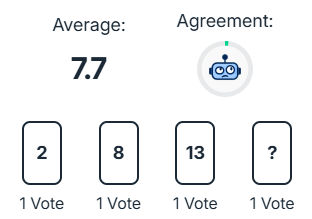 Average: Agreement:
7.7
2 8 13 ?
1 Vote 1 Vote 1 Vote 1 Vote